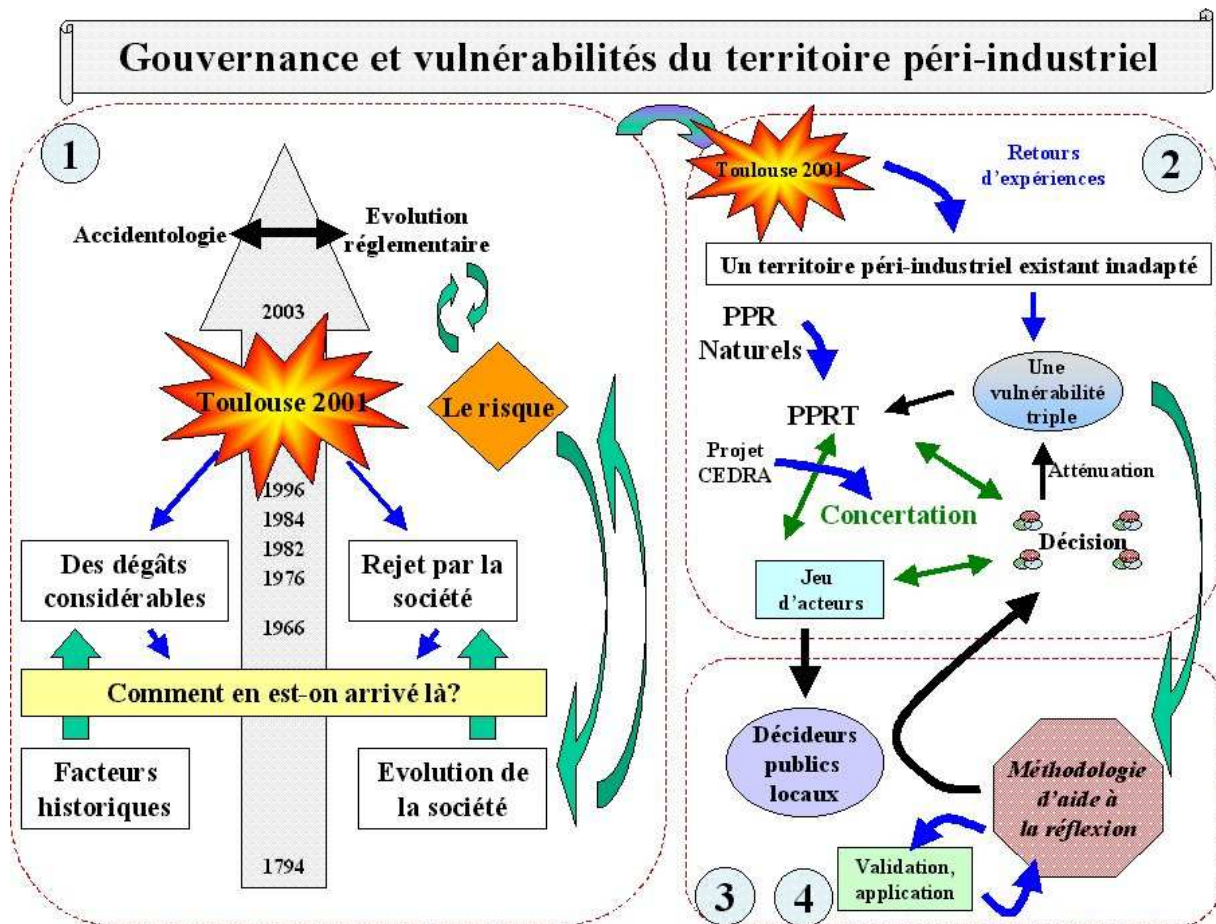 Gouvernance et vulnérabilités du territoire péri-industriel
1
Accidentologie
Evolution
réglementaire
2003
Toulouse 2001
Le risque
1996
1984
1982
1976
1966
Des dégâts
considérables
Rejet par la
société
Comment en est-on arrivé là?
Facteurs
historiques
Evolution de
la société
1794
2
Toulouse 2001
Retours
d'expériences
Un territoire péri-industriel existant inadapté
PPR
Naturels
Une
vulnérabilité
triple
PPRT
Projet
CEDRA
Atténuation
Concertation
Décision
Jeu
d'acteurs
Décideurs
publics
locaux
Méthodologie
d'aide à
la réflexion
Validation,
application
3
4